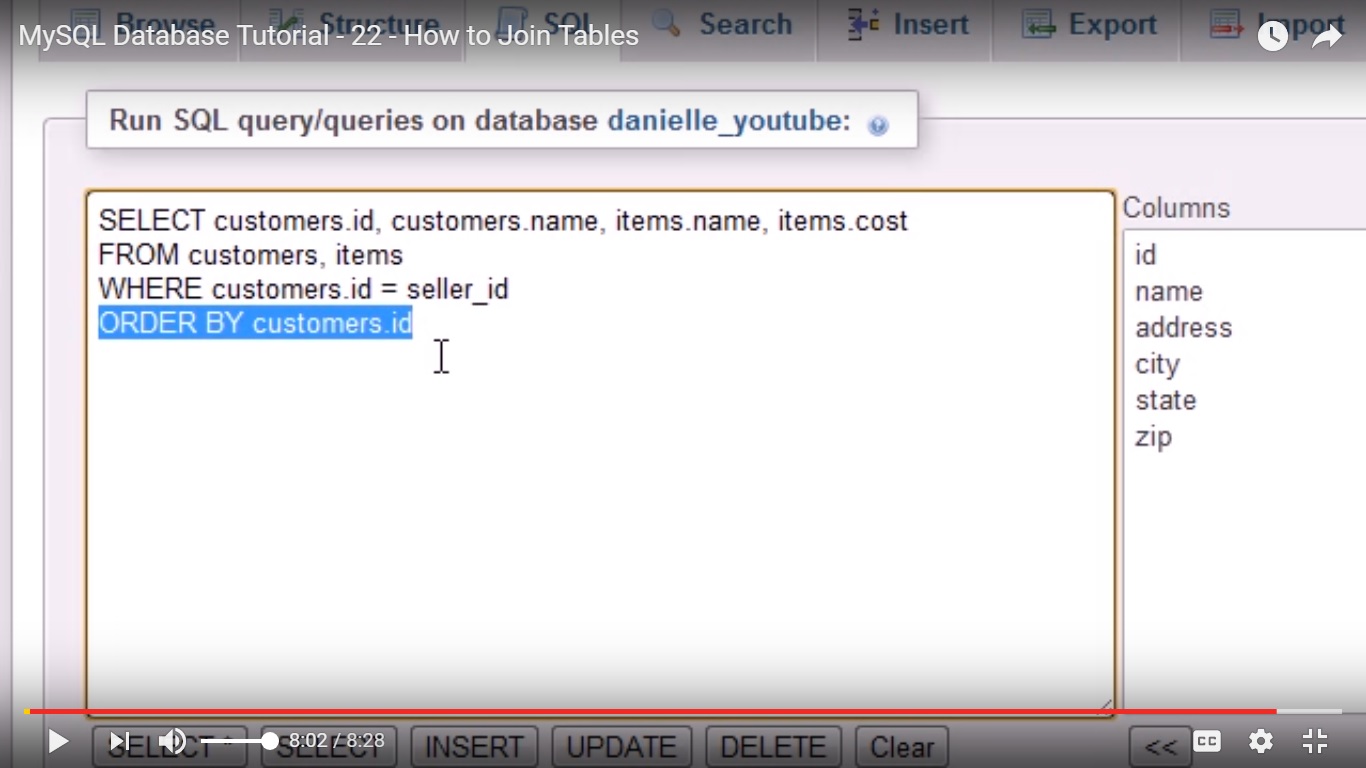 Browse Structure SQL Search Insert Export Import
MySQL Database Tutorial - 22 - How to Join Tables
Run SQL query/queries on database danielle_youtube:
SELECT customers.id, customers.name, items.name, items.cost
FROM customers, items
WHERE customers.id = seller_id
ORDER BY customers.id
Columns
id
name
address
city
state
zip
8:02 / 8:28
SELECT * SELECT INSERT UPDATE DELETE Clear << CC